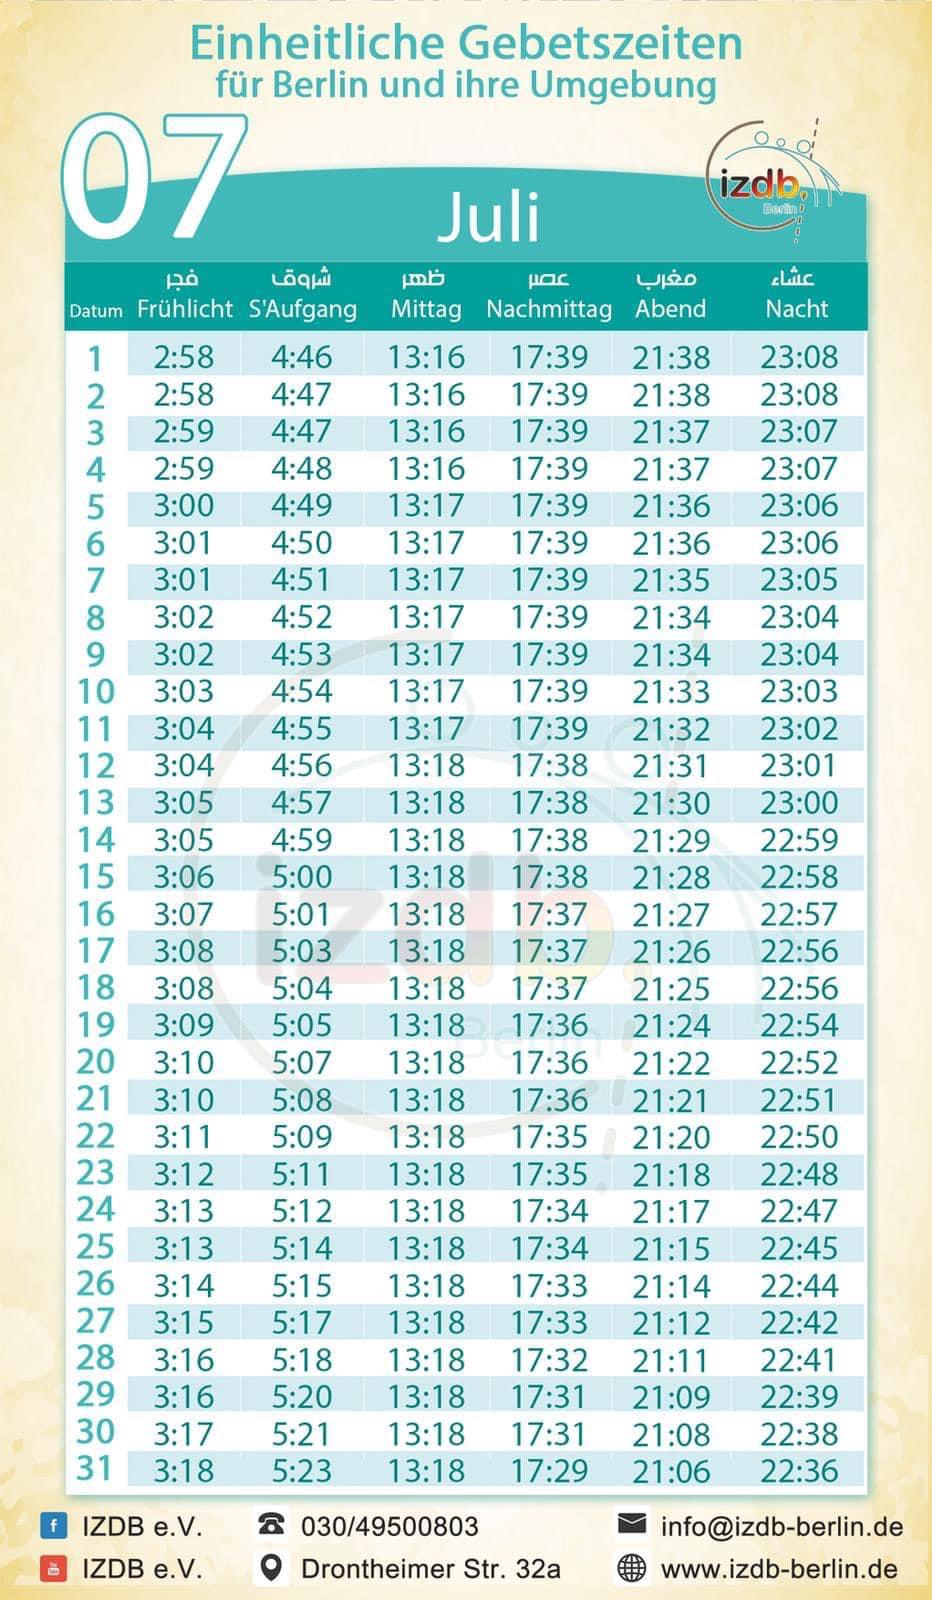 Einheitliche Gebetszeiten
für Berlin und ihre Umgebung
07
Juli
izdb.
Berlin
فجر شروق ظهر عصر مغرب عشاء
Datum Frühlicht S'Aufgang Mittag Nachmittag Abend Nacht
1 2:58 4:46 13:16 17:39 21:38 23:08
2 2:58 4:47 13:16 17:39 21:38 23:08
3 2:59 4:47 13:16 17:39 21:37 23:07
4 2:59 4:48 13:16 17:39 21:37 23:07
5 3:00 4:49 13:17 17:39 21:36 23:06
6 3:01 4:50 13:17 17:39 21:36 23:06
7 3:01 4:51 13:17 17:39 21:35 23:05
8 3:02 4:52 13:17 17:39 21:34 23:04
9 3:02 4:53 13:17 17:39 21:34 23:04
10 3:03 4:54 13:17 17:39 21:33 23:03
11 3:04 4:55 13:17 17:39 21:32 23:02
12 3:04 4:56 13:18 17:38 21:31 23:01
13 3:05 4:57 13:18 17:38 21:30 23:00
14 3:05 4:59 13:18 17:38 21:29 22:59
15 3:06 5:00 13:18 17:38 21:28 22:58
16 3:07 5:01 13:18 17:37 21:27 22:57
17 3:08 5:03 13:18 17:37 21:26 22:56
18 3:08 5:04 13:18 17:37 21:25 22:56
19 3:09 5:05 13:18 17:36 21:24 22:54
20 3:10 5:07 13:18 17:36 21:22 22:52
21 3:10 5:08 13:18 17:36 21:21 22:51
22 3:11 5:09 13:18 17:35 21:20 22:50
23 3:12 5:11 13:18 17:35 21:18 22:48
24 3:13 5:12 13:18 17:34 21:17 22:47
25 3:13 5:14 13:18 17:34 21:15 22:45
26 3:14 5:15 13:18 17:33 21:14 22:44
27 3:15 5:17 13:18 17:33 21:12 22:42
28 3:16 5:18 13:18 17:32 21:11 22:41
29 3:16 5:20 13:18 17:31 21:09 22:39
30 3:17 5:21 13:18 17:31 21:08 22:38
31 3:18 5:23 13:18 17:29 21:06 22:36
izdb.
Berlin
IZDB e.V. 030/49500803 info@izdb-berlin.de
IZDB e.V. Drontheimer Str. 32a www.izdb-berlin.de